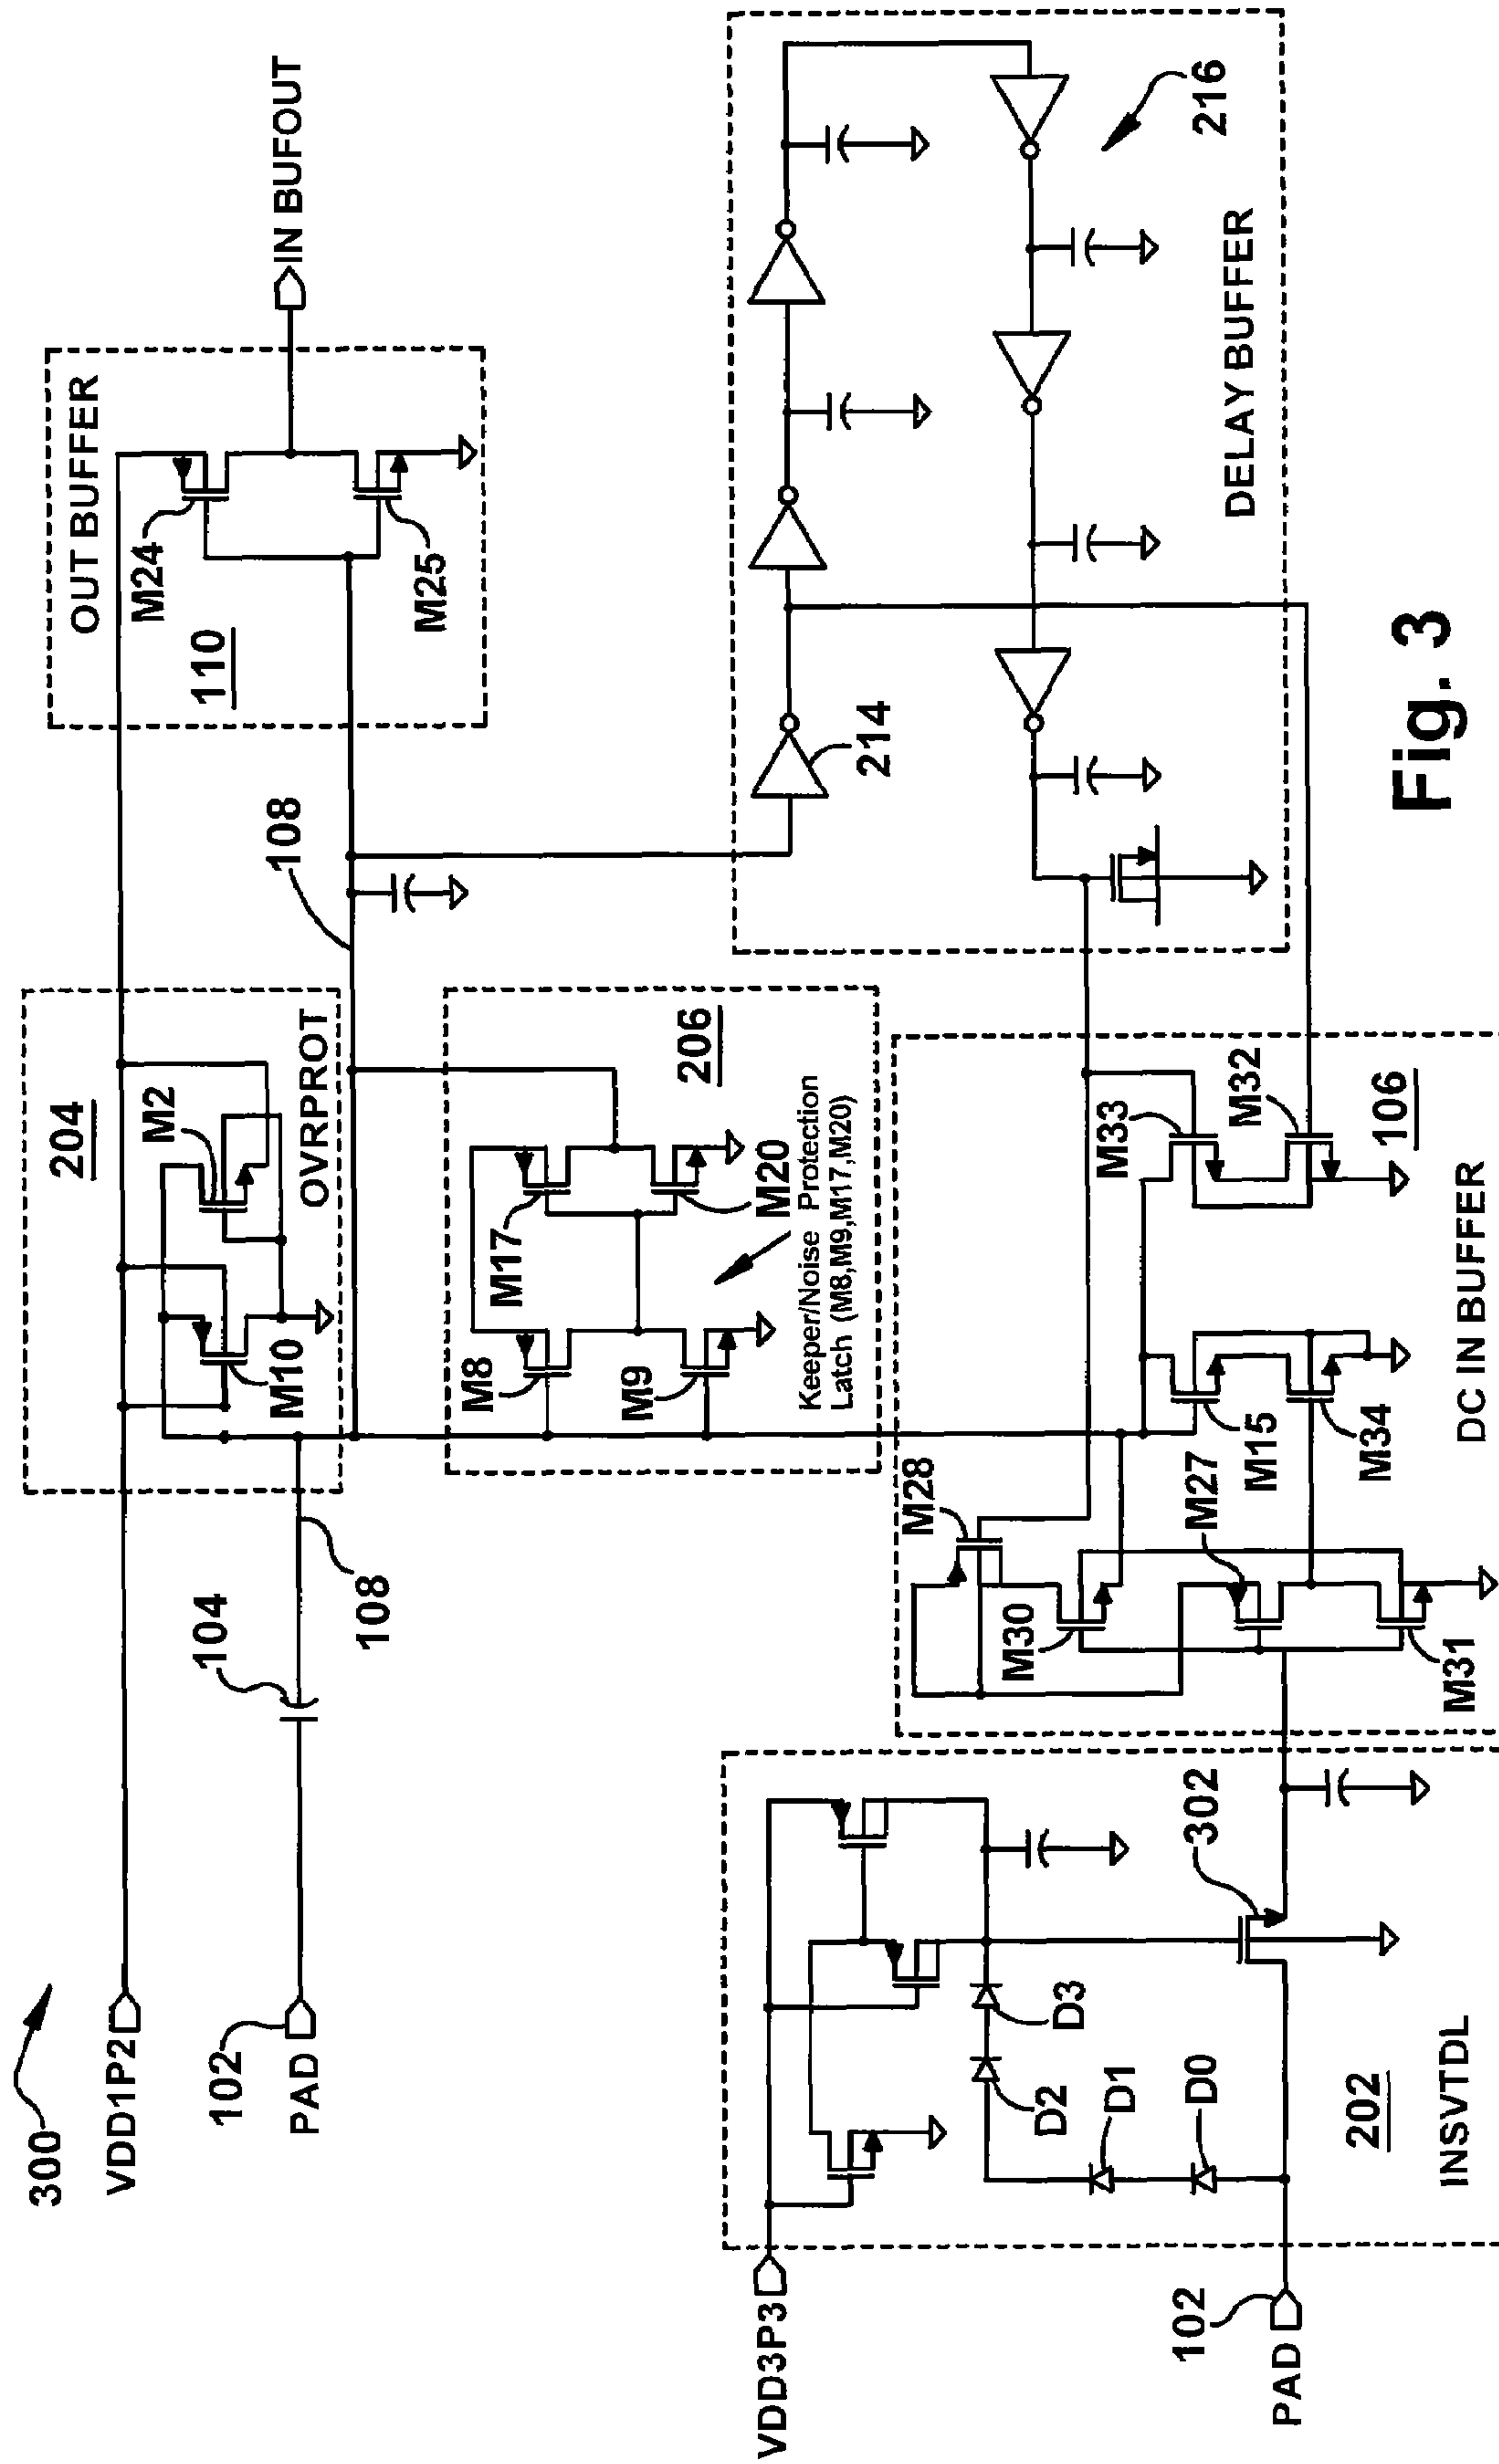 300
VDD1P2
102
PAD
104
108
204
M2
M10
OVRPROT
108
OUT BUFFER
M24
110
M25
IN BUFOUT
206
M17
M8
M20
M9
Keeper/Noise Protection
Latch (M8,M9,M17,M20)
214
216
DELAY BUFFER
VDD3P3
102
PAD
D3
D2
D1
D0
302
202
INSVTDL
M28
M30
M27
M31
M15
M34
M33
M32
106
DC IN BUFFER
Fig. 3